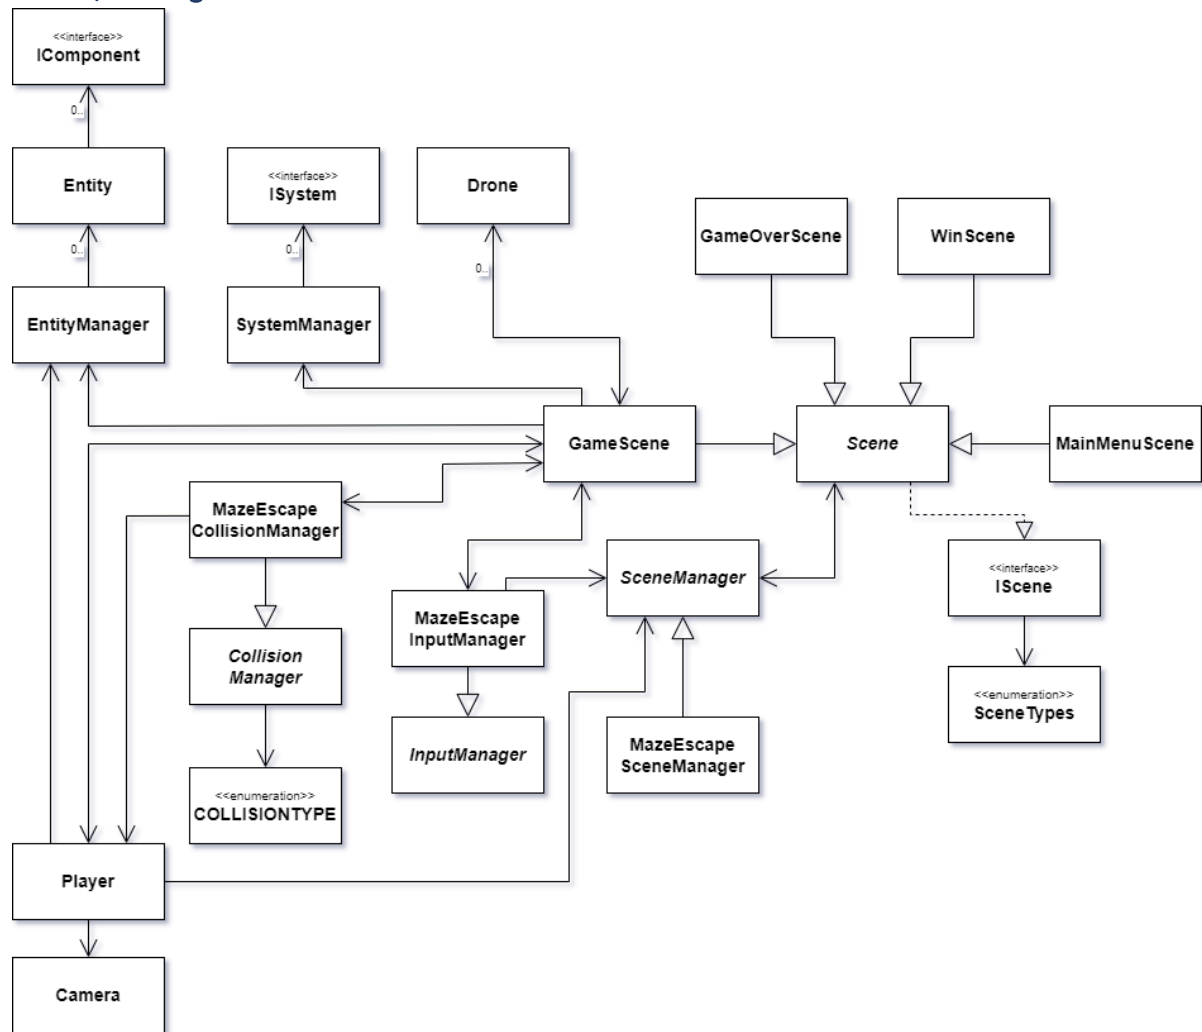 <<interface>>
IComponent
0..
Entity
<<interface>>
ISystem
Drone
GameOverScene
WinScene
0..
0..
0..
EntityManager
SystemManager
GameScene
Scene
MainMenuScene
MazeEscape
CollisionManager
SceneManager
<<interface>>
IScene
MazeEscape
InputManager
Collision
Manager
<<enumeration>>
SceneTypes
InputManager
MazeEscape
SceneManager
<<enumeration>>
COLLISIONTYPE
Player
Camera